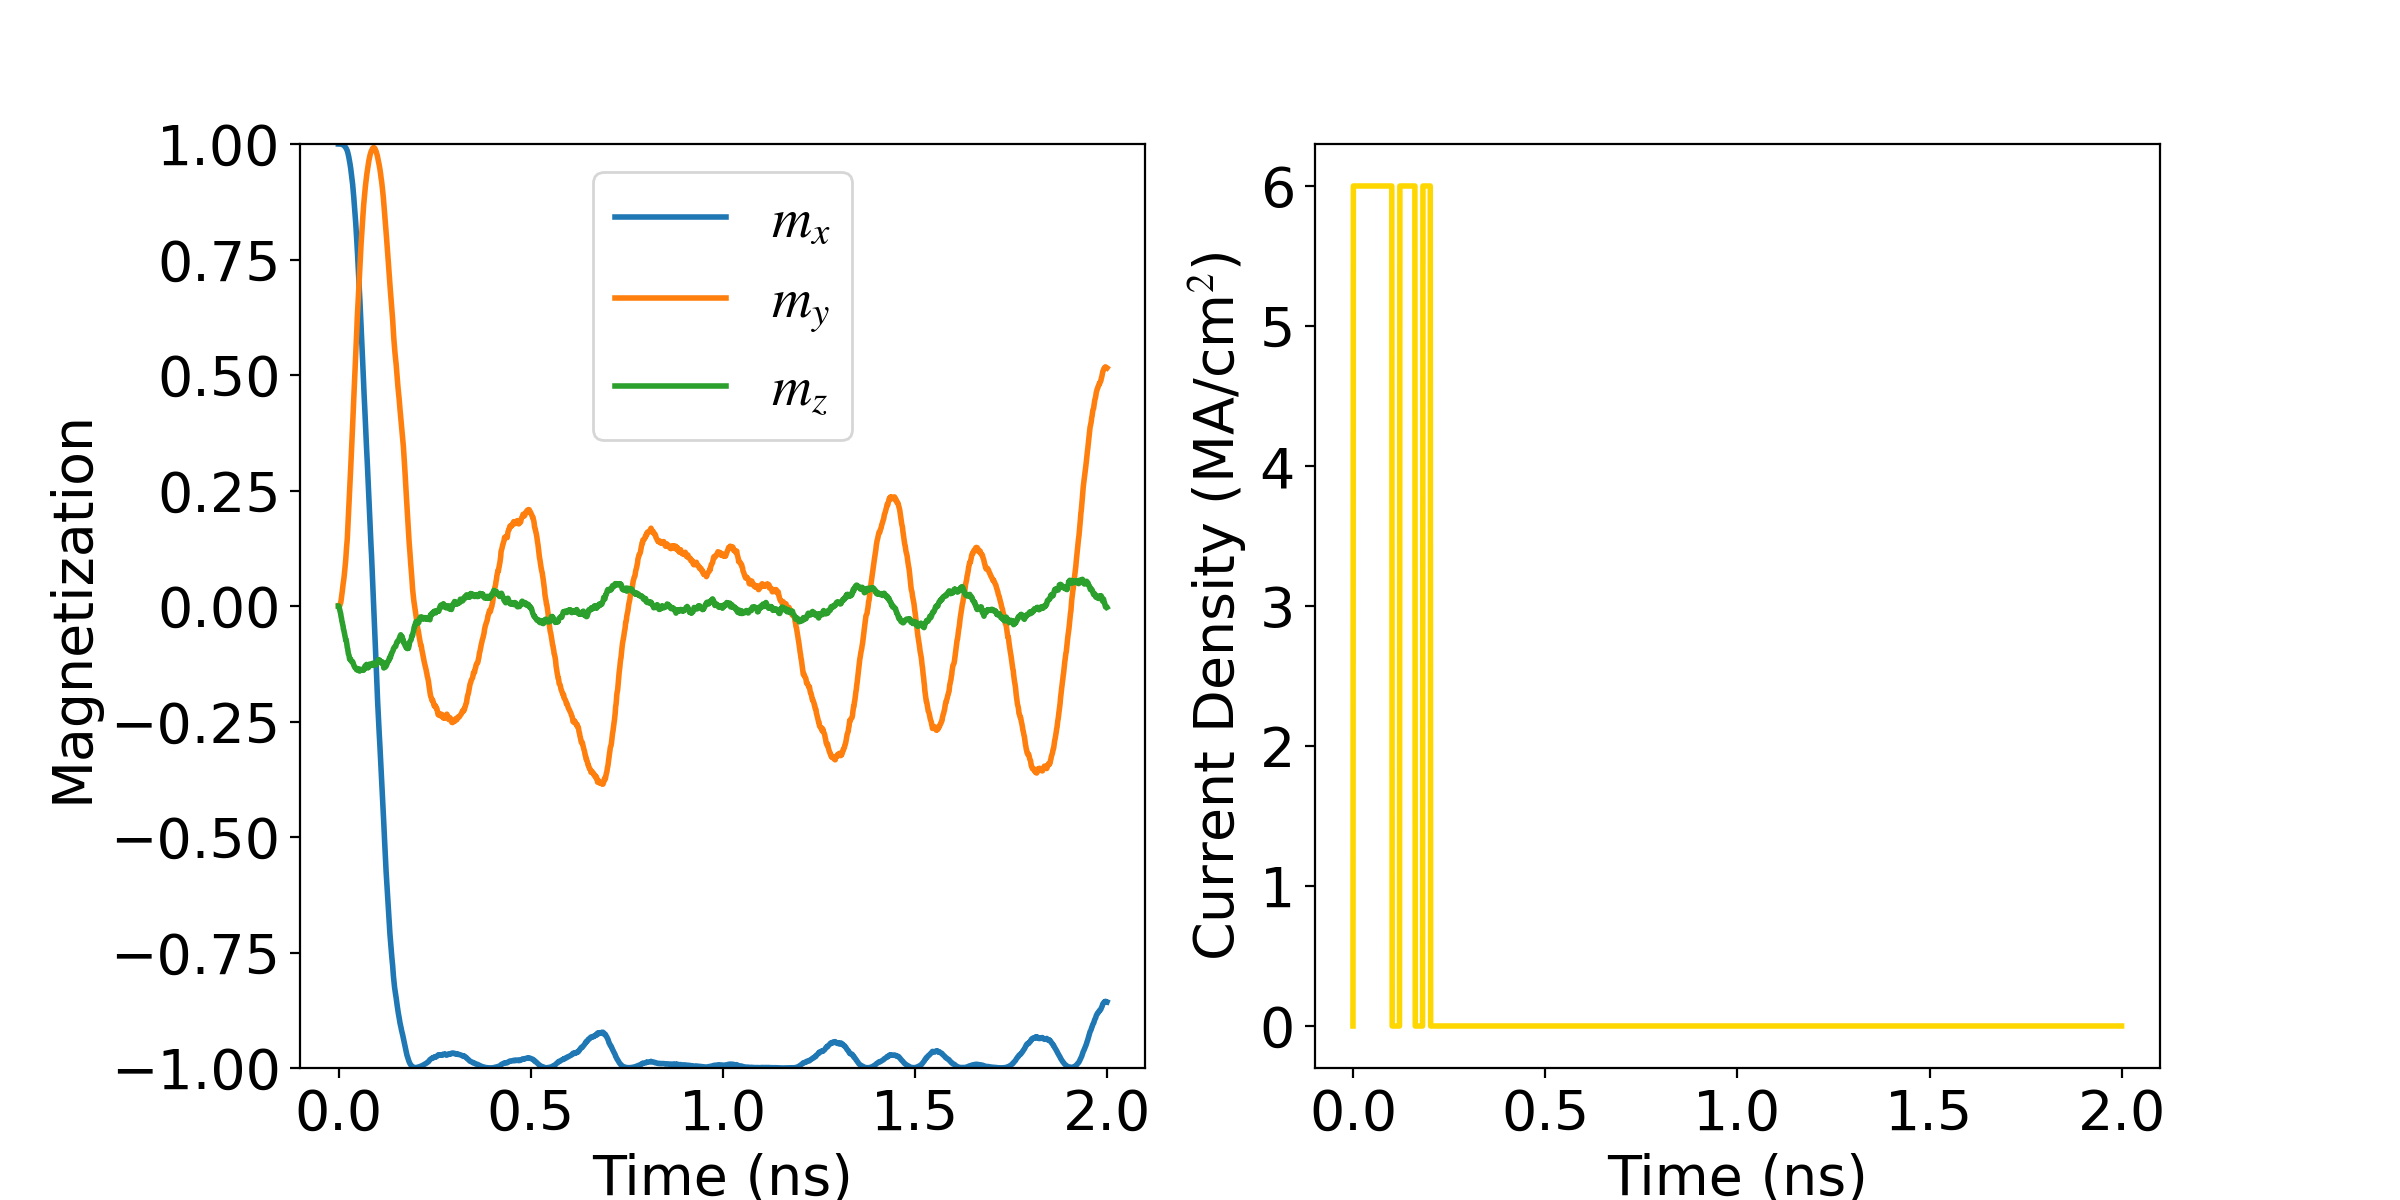 1.00
0.75
0.50
0.25
0.00
−0.25
−0.50
−0.75
−1.00
Magnetization
0.0 0.5 1.0 1.5 2.0
Time (ns)
m_x
m_y
m_z
6
5
4
3
2
1
0
Current Density (MA/cm²)
0.0 0.5 1.0 1.5 2.0
Time (ns)